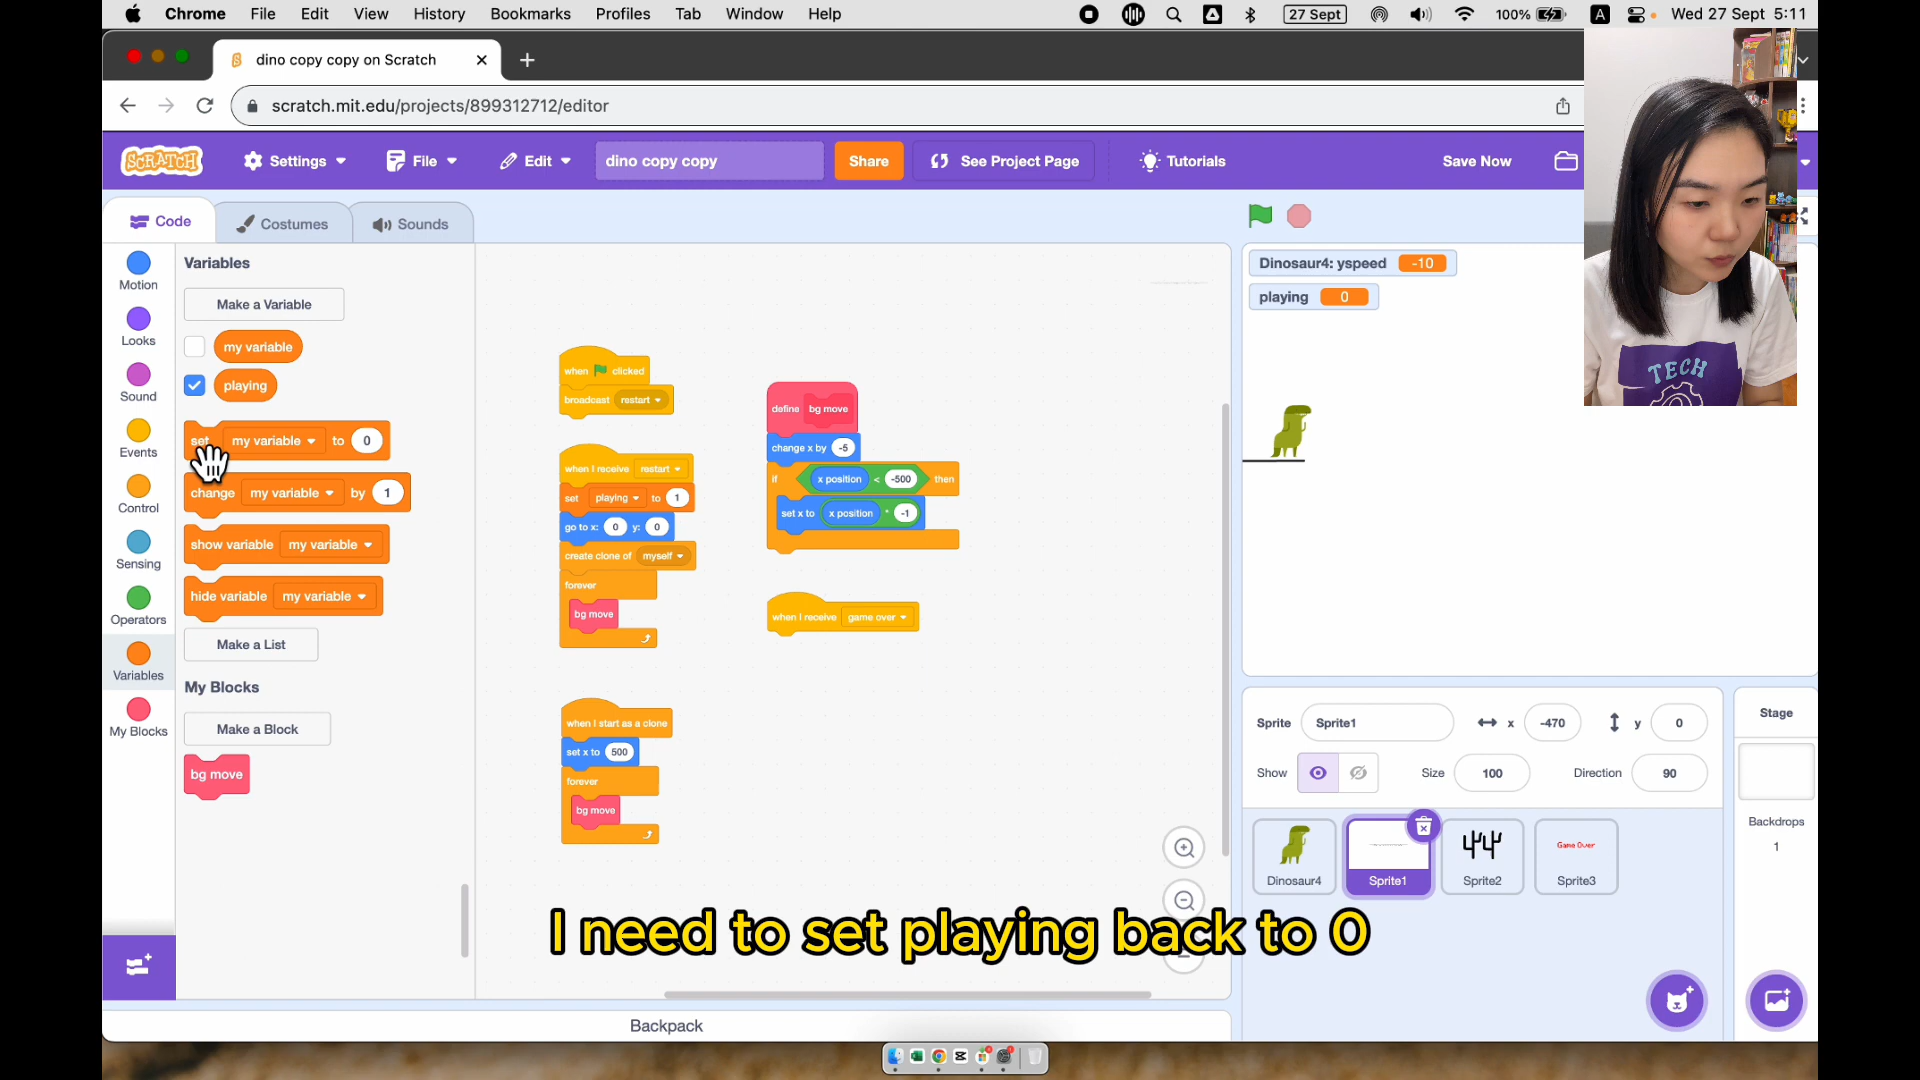 Chrome File Edit View History Bookmarks Profiles Tab Window Help 27 Sept 100% A Wed 27 Sept 5:11
dino copy copy on Scratch
scratch.mit.edu/projects/899312712/editor
SCRATCH Settings File Edit dino copy copy Share See Project Page Tutorials Save Now
Code Costumes Sounds
Motion
Looks
Sound
Events
Control
Sensing
Operators
Variables
My Blocks
Variables
Make a Variable
my variable
playing
set my variable to 0
change my variable by 1
show variable my variable
hide variable my variable
Make a List
My Blocks
Make a Block
bg move
when clicked
broadcast restart
when I receive restart
set playing to 1
go to x: 0 y: 0
create clone of myself
forever
bg move
when I start as a clone
set x to 500
forever
bg move
define bg move
change x by -5
if x position < -500 then
set x to x position * -1
when I receive game over
Dinosaur4: yspeed -10
playing 0
TECH
Sprite Sprite1 x -470 y 0
Show Size 100 Direction 90
Dinosaur4 Sprite1 Sprite2 Sprite3
Game Over
Stage
Backdrops
1
I need to set playing back to 0
Backpack